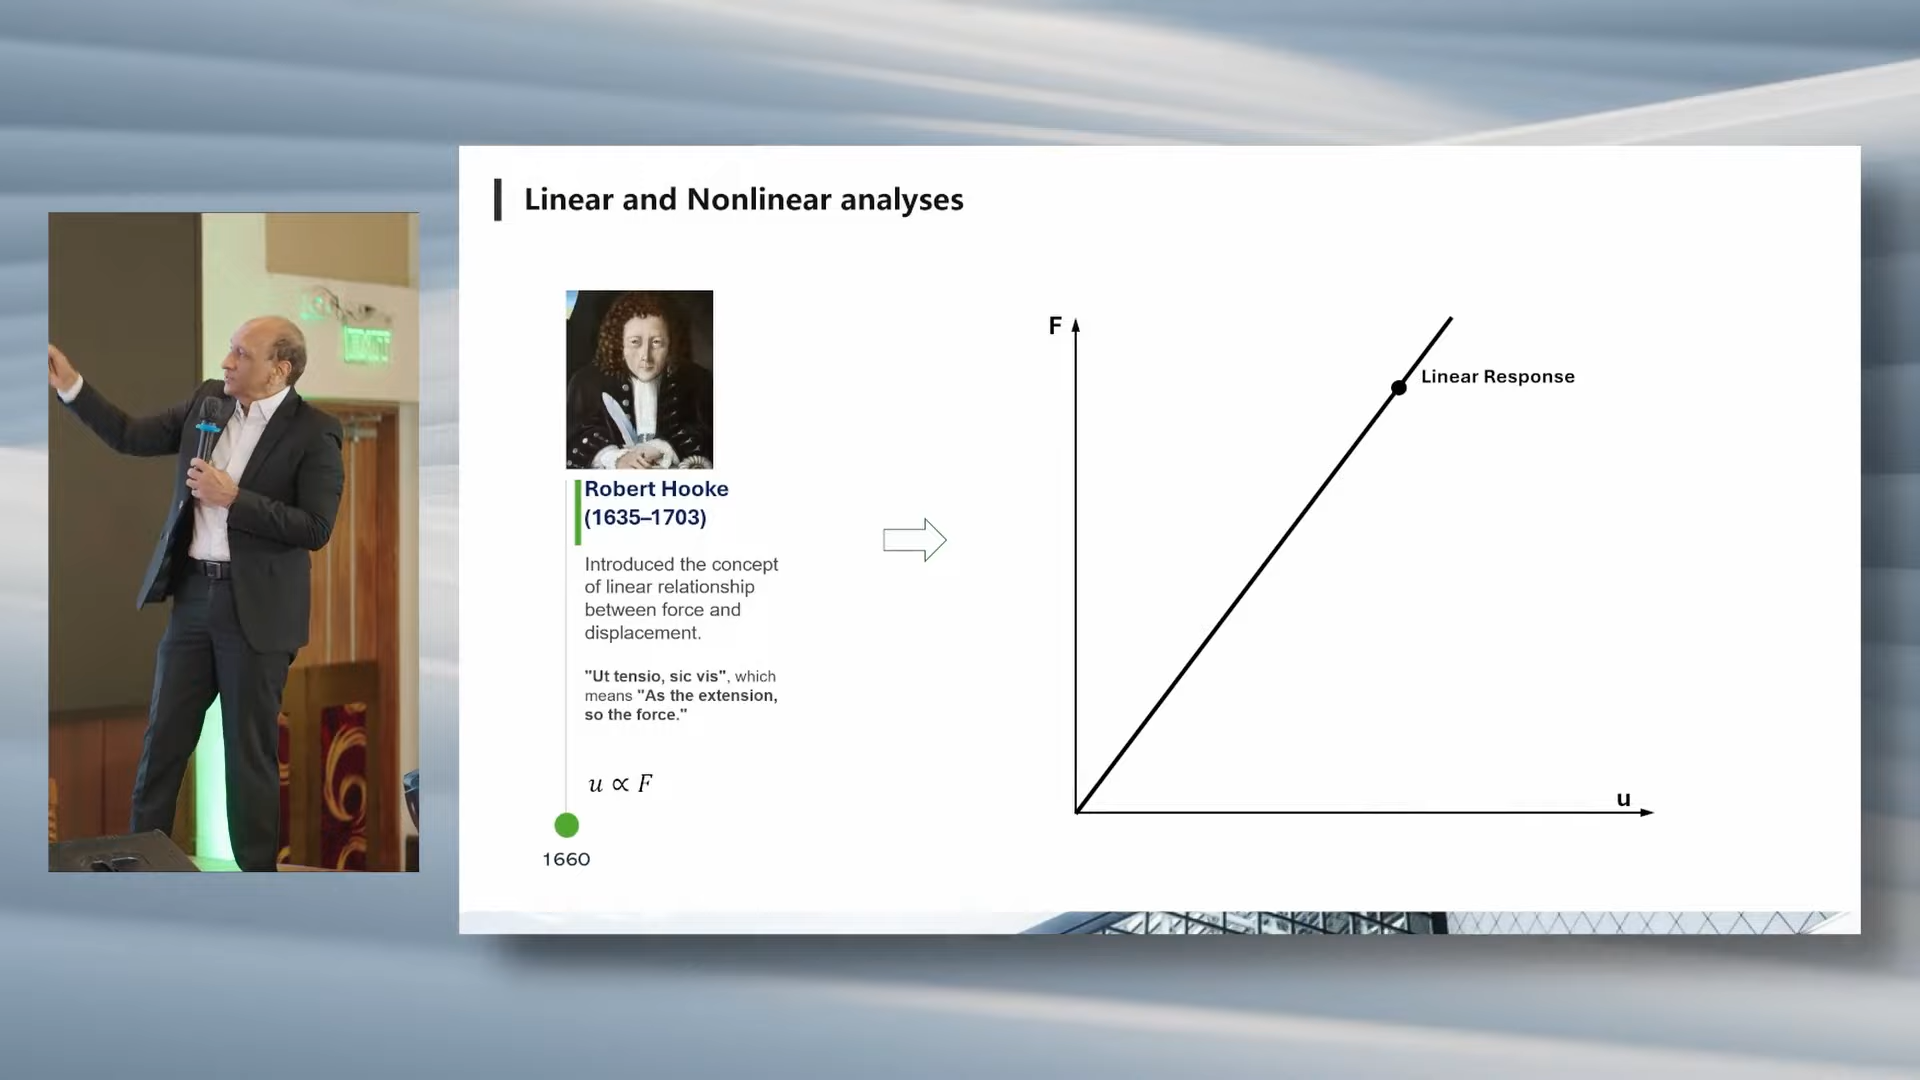 Linear and Nonlinear analyses
Robert Hooke
(1635–1703)
Introduced the concept
of linear relationship
between force and
displacement.
"Ut tensio, sic vis", which
means "As the extension,
so the force."
u ∝ F
1660
F
Linear Response
u